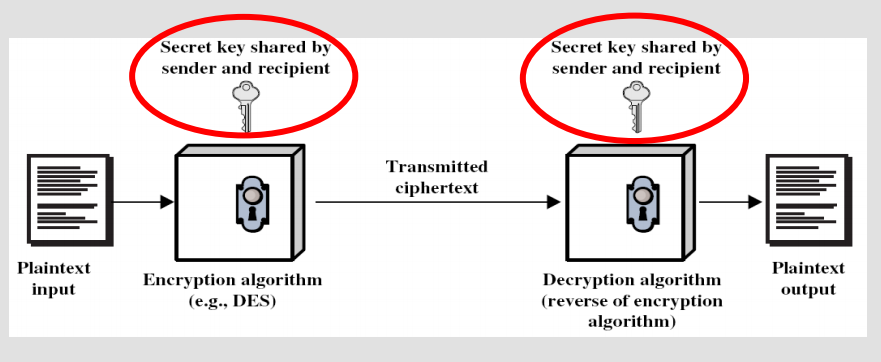 Secret key shared by
sender and recipient
Secret key shared by
sender and recipient
Transmitted
ciphertext
Plaintext
input
Encryption algorithm
(e.g., DES)
Decryption algorithm
(reverse of encryption
algorithm)
Plaintext
output